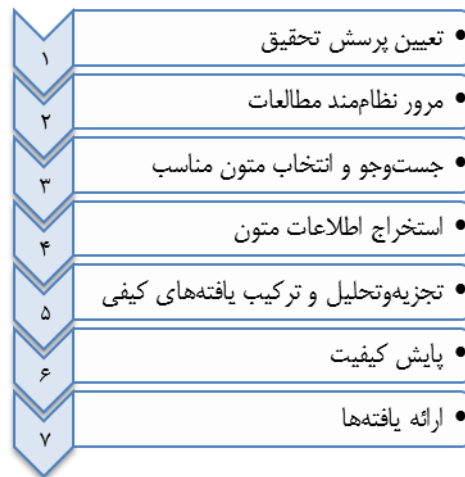 ۱
• تعیین پرسش تحقیق
۲
• مرور نظام‌مند مطالعات
۳
• جست‌وجو و انتخاب متون مناسب
۴
• استخراج اطلاعات متون
۵
• تجزیه‌وتحلیل و ترکیب یافته‌های کیفی
۶
• پایش کیفیت
۷
• ارائه یافته‌ها